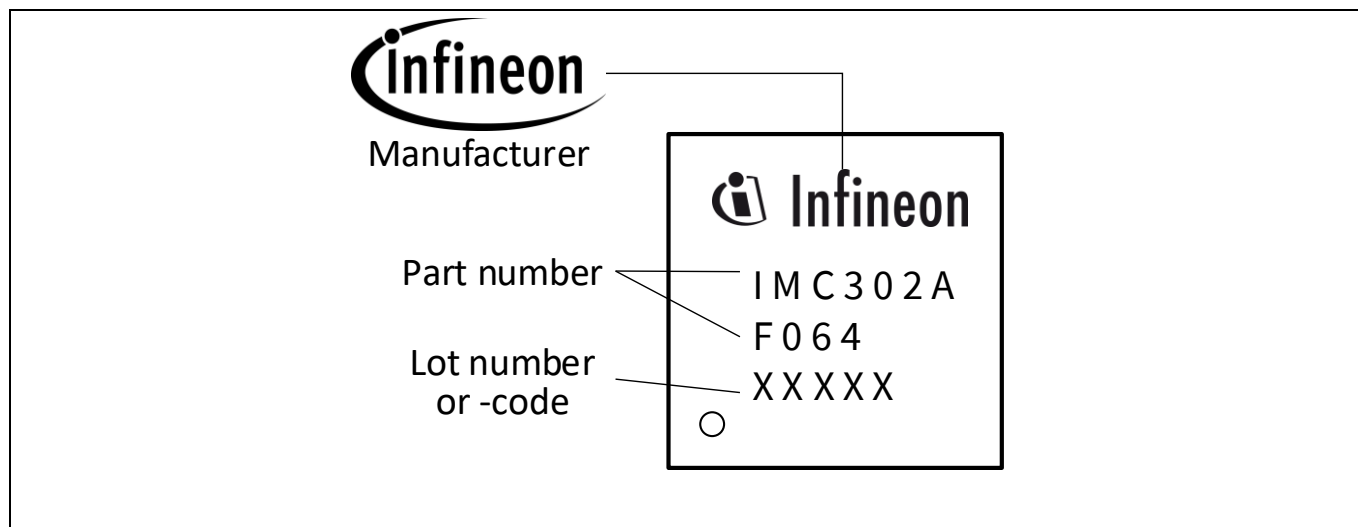 infineon
Manufacturer
Infineon
Part number
IMC302A
F064
Lot number
or -code
XXXXX